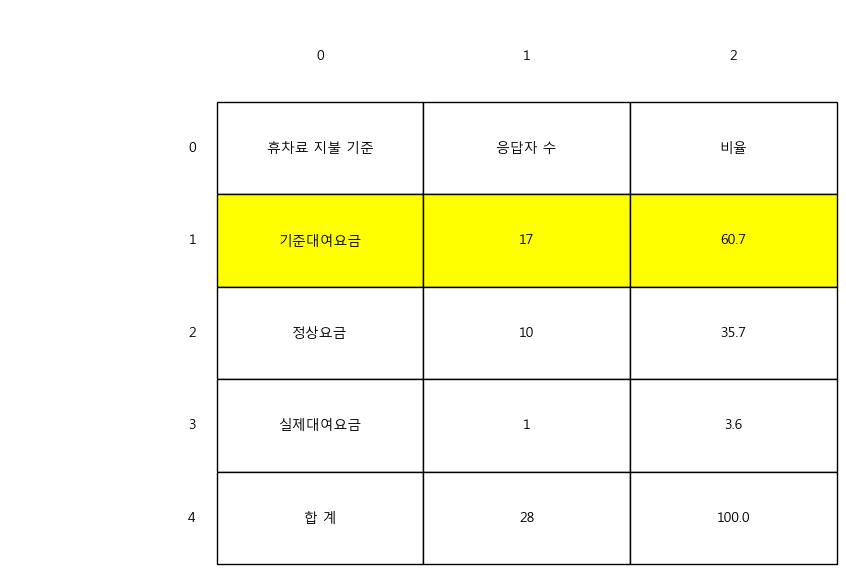 0 1 2
0 휴차료 지불 기준 응답자 수 비율
1 기준대여요금 17 60.7
2 정상요금 10 35.7
3 실제대여요금 1 3.6
4 합 계 28 100.0